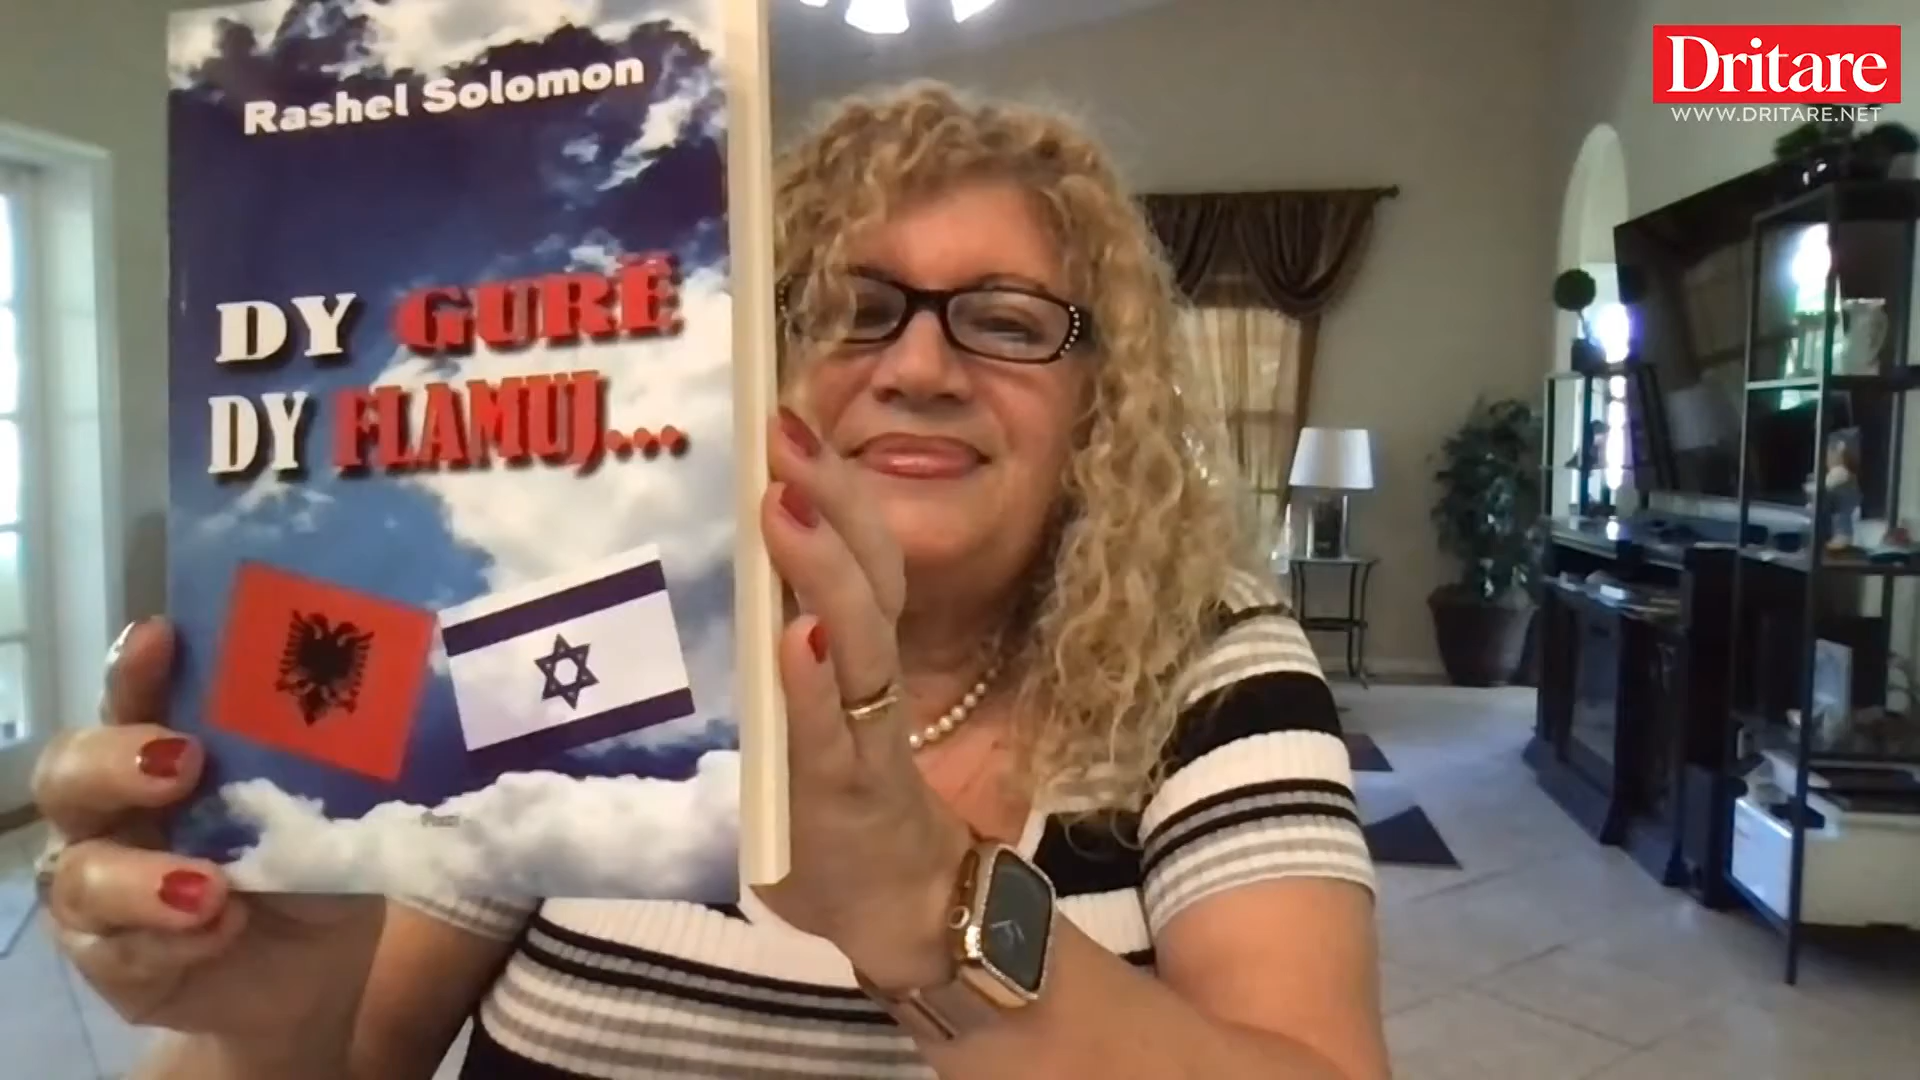 Rashel Solomon
DY GURË
DY FLAMUJ...
Dritare
WWW.DRITARE.NET